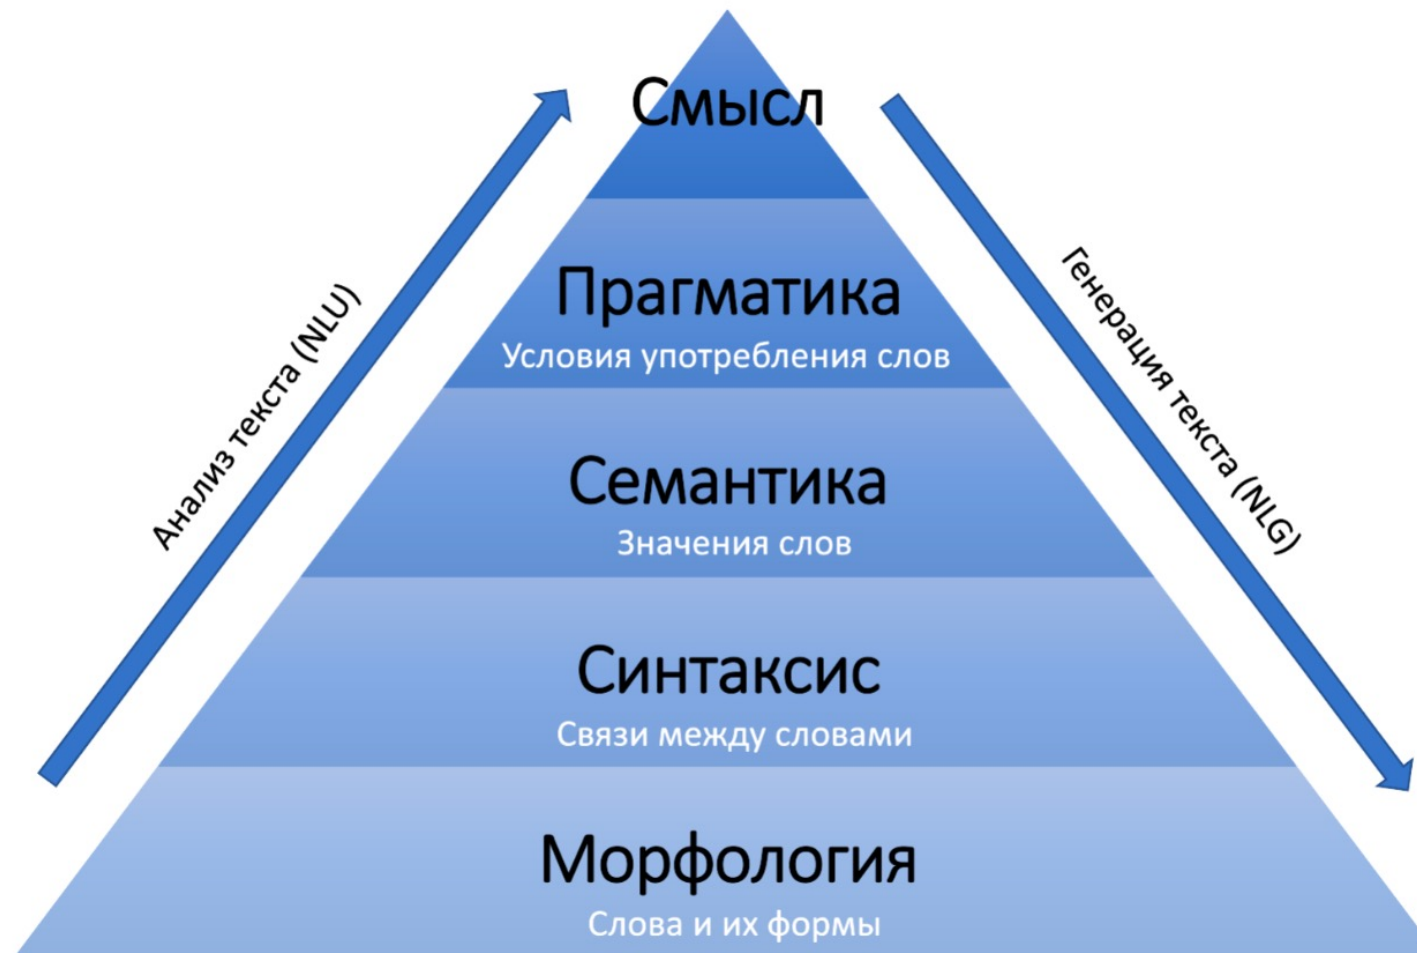 Смысл
Прагматика
Условия употребления слов
Семантика
Значения слов
Синтаксис
Связи между словами
Морфология
Слова и их формы
Анализ текста (NLU)
Генерация текста (NLG)